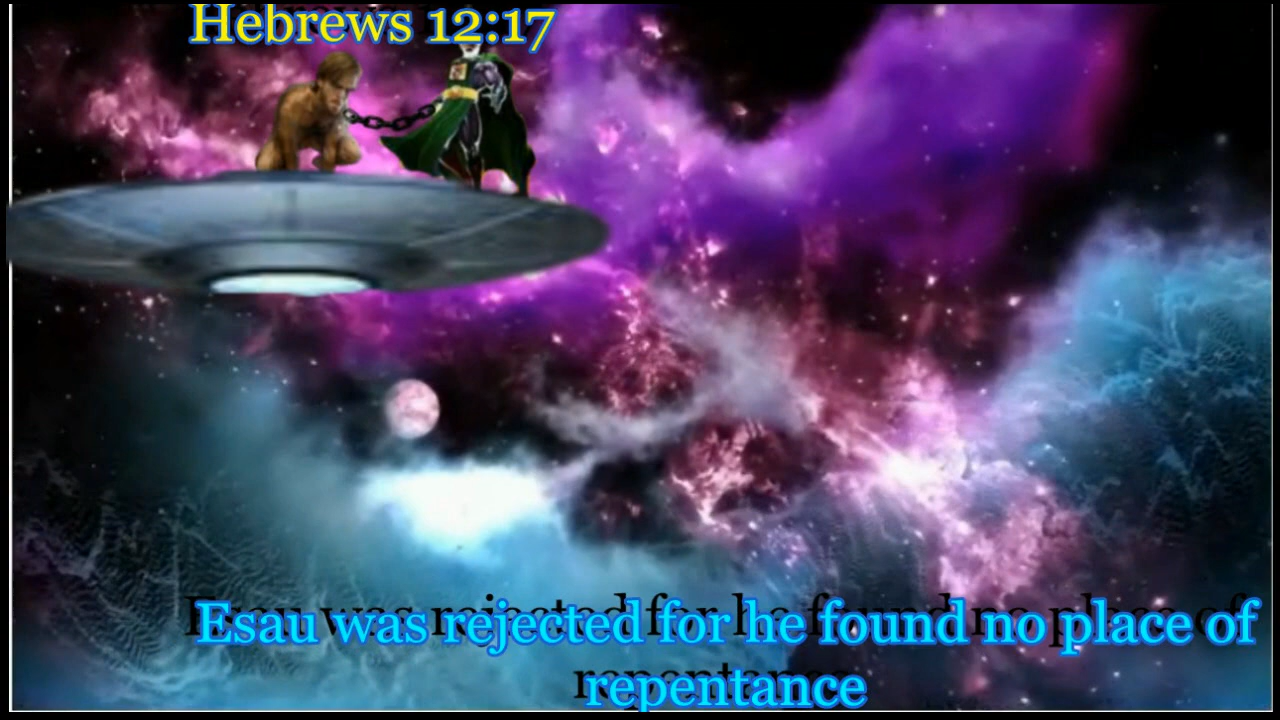 Hebrews 12:17
Esau was rejected for he found no place of
repentance